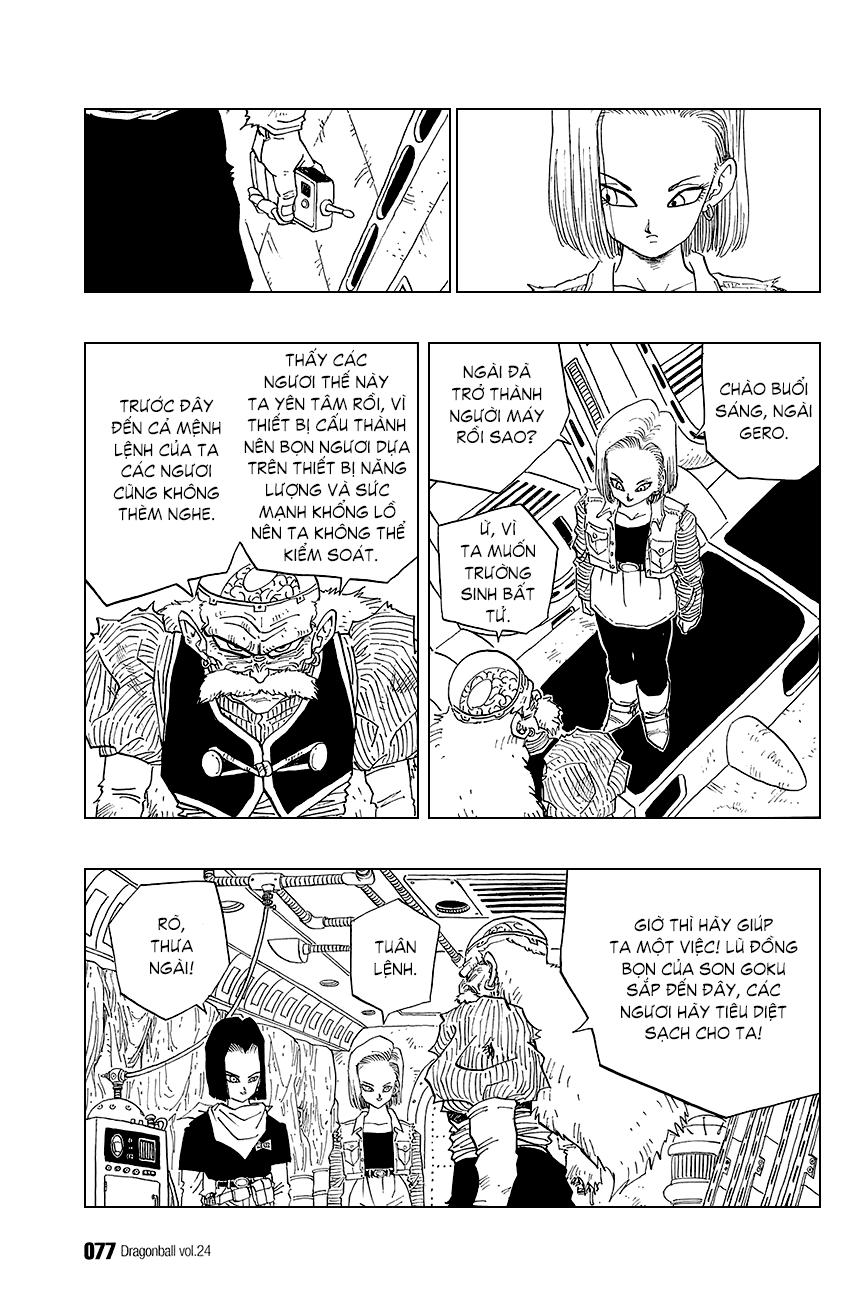 CHÀO BUỔI
SÁNG, NGÀI
GERO.
NGÀI ĐÃ
TRỞ THÀNH
NGƯỜI MÁY
RỒI SAO?
Ừ, VÌ
TA MUỐN
TRƯỜNG
SINH BẤT
TỬ.
THẤY CÁC
NGƯƠI THẾ NÀY
TA YÊN TÂM RỒI, VÌ
THIẾT BỊ CẤU THÀNH
NÊN BỌN NGƯƠI DỰA
TRÊN THIẾT BỊ NĂNG
LƯỢNG VÀ SỨC
MẠNH KHỔNG LỒ
NÊN TA KHÔNG THỂ
KIỂM SOÁT.
TRƯỚC ĐÂY
ĐẾN CẢ MỆNH
LỆNH CỦA TA
CÁC NGƯƠI
CŨNG KHÔNG
THÈM NGHE.
GIỜ THÌ HÃY GIÚP
TA MỘT VIỆC! LŨ ĐỒNG
BỌN CỦA SON GOKU
SẮP ĐẾN ĐÂY, CÁC
NGƯƠI HÃY TIÊU DIỆT
SẠCH CHO TA!
TUÂN
LỆNH.
RÕ,
THƯA
NGÀI!
077 Dragonball vol.24